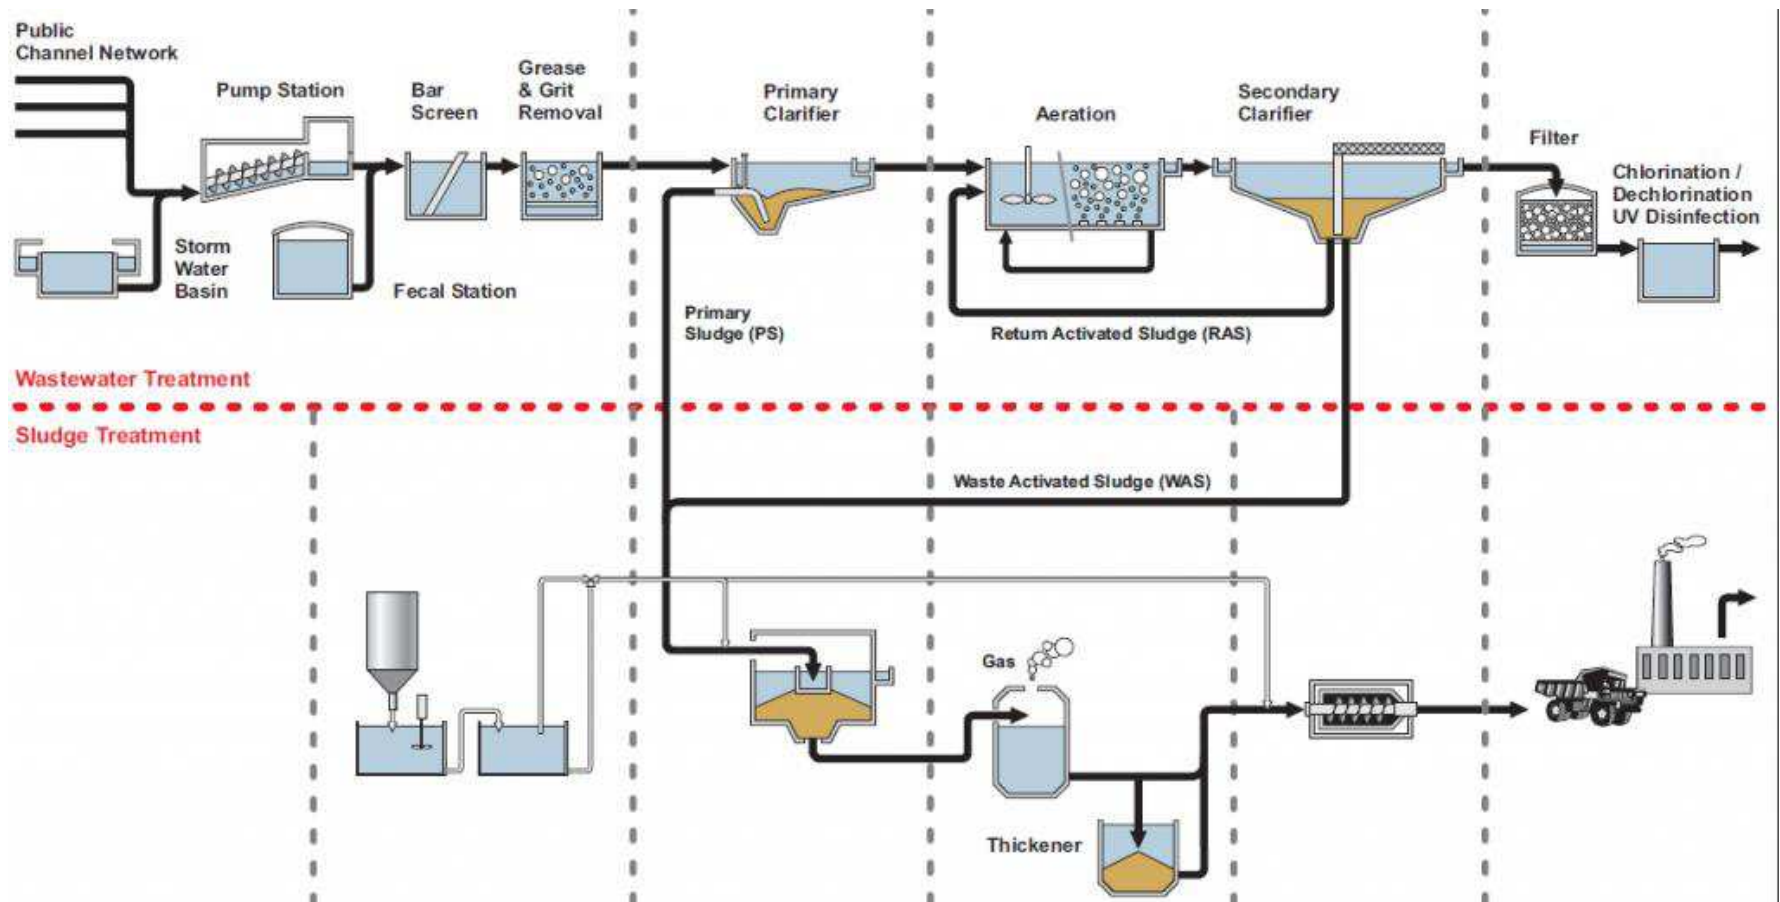 Public
Channel Network
Pump Station
Bar
Screen
Grease
& Grit
Removal
Primary
Clarifier
Aeration
Secondary
Clarifier
Filter
Chlorination /
Dechlorination
UV Disinfection
Storm
Water
Basin
Fecal Station
Primary
Sludge (PS)
Return Activated Sludge (RAS)
Wastewater Treatment
Sludge Treatment
Waste Activated Sludge (WAS)
Gas
Thickener